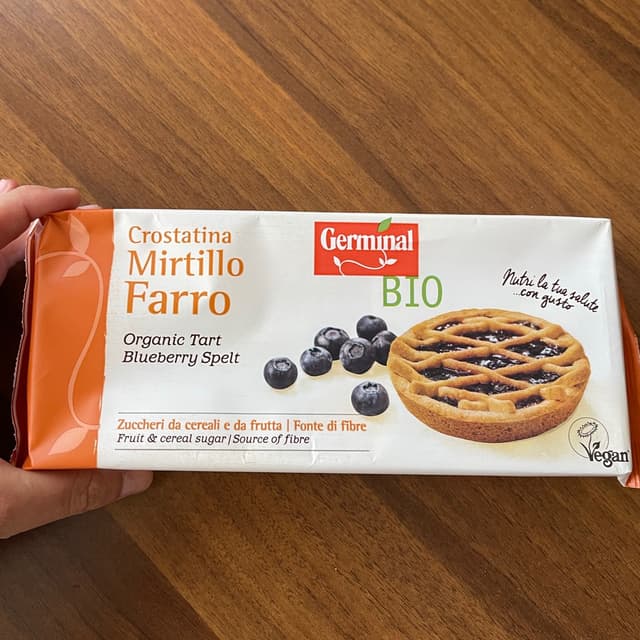 Crostatina
Mirtillo
Farro
Organic Tart
Blueberry Spelt
Germinal
BIO
Nutri la tua salute
...con gusto
Zuccheri da cereali e da frutta | Fonte di fibre
Fruit & cereal sugar | Source of fibre
Vegan